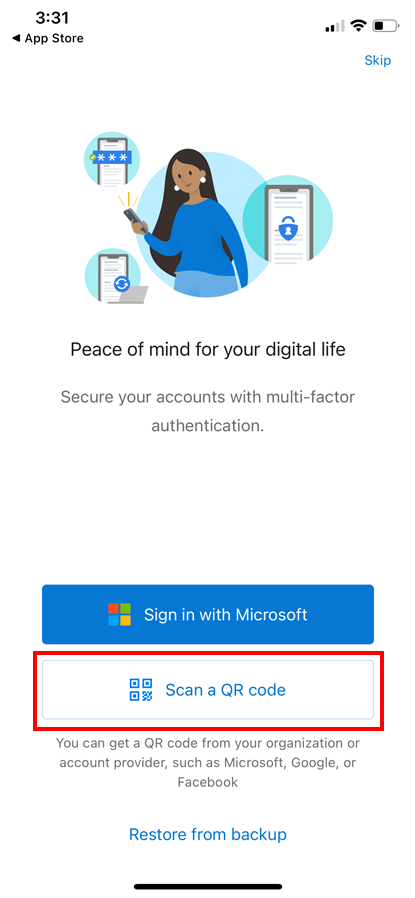 3:31
◀ App Store
Skip
Peace of mind for your digital life
Secure your accounts with multi-factor
authentication.
Sign in with Microsoft
Scan a QR code
You can get a QR code from your organization or
account provider, such as Microsoft, Google, or
Facebook
Restore from backup